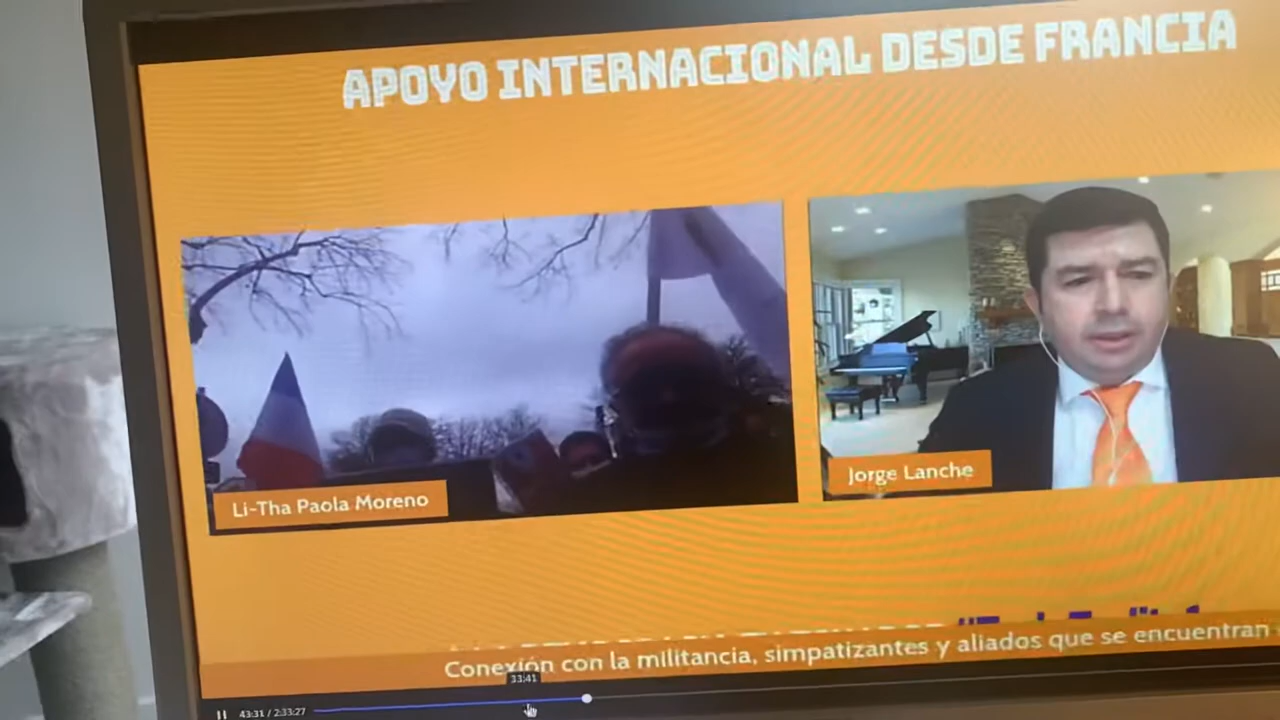 APOYO INTERNACIONAL DESDE FRANCIA
Li-Tha Paola Moreno
Jorge Lanche
Conexión con la militancia, simpatizantes y aliados que se encuentran
33:41
43:31 / 2:33:27